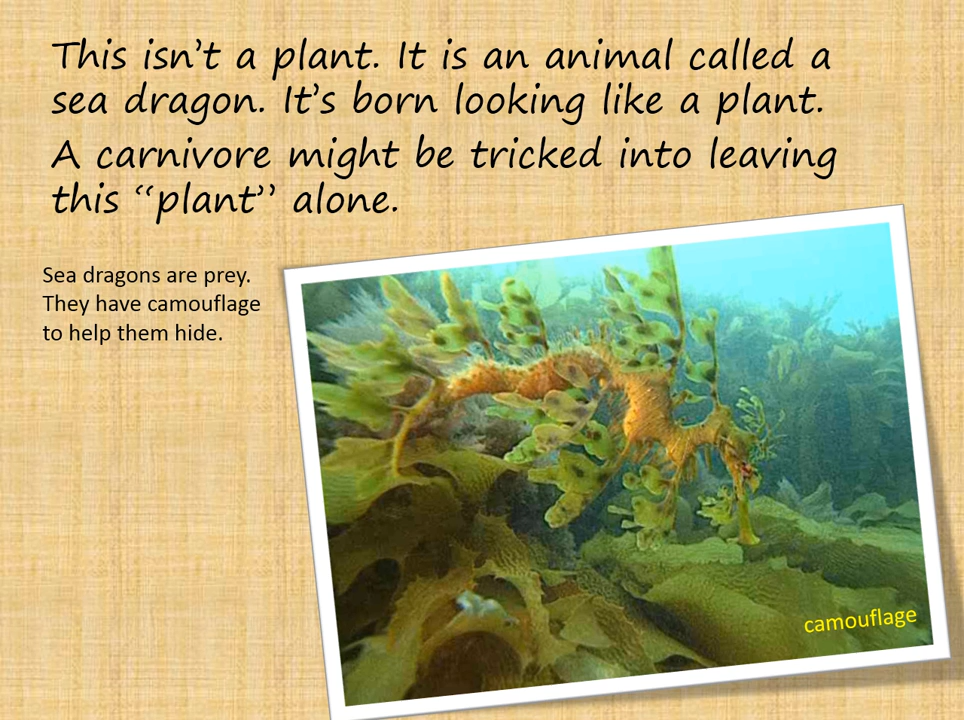 This isn’t a plant. It is an animal called a
sea dragon. It’s born looking like a plant.
A carnivore might be tricked into leaving
this “plant” alone.
Sea dragons are prey.
They have camouflage
to help them hide.
camouflage